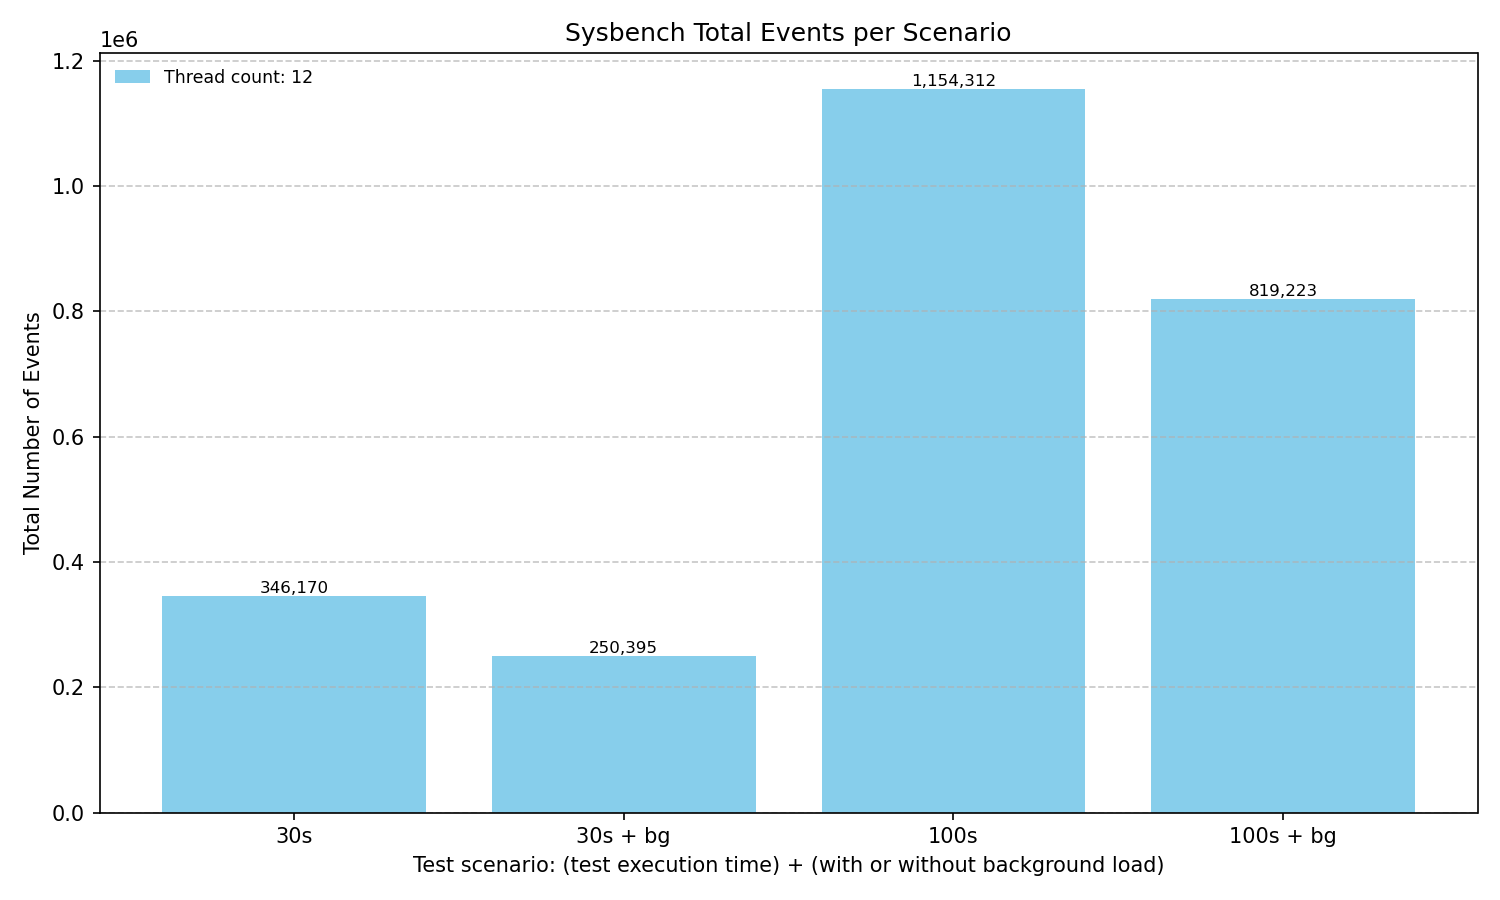 Sysbench Total Events per Scenario
1e6
Thread count: 12
Total Number of Events
1.2
1.0
0.8
0.6
0.4
0.2
0.0
346,170
250,395
1,154,312
819,223
30s
30s + bg
100s
100s + bg
Test scenario: (test execution time) + (with or without background load)